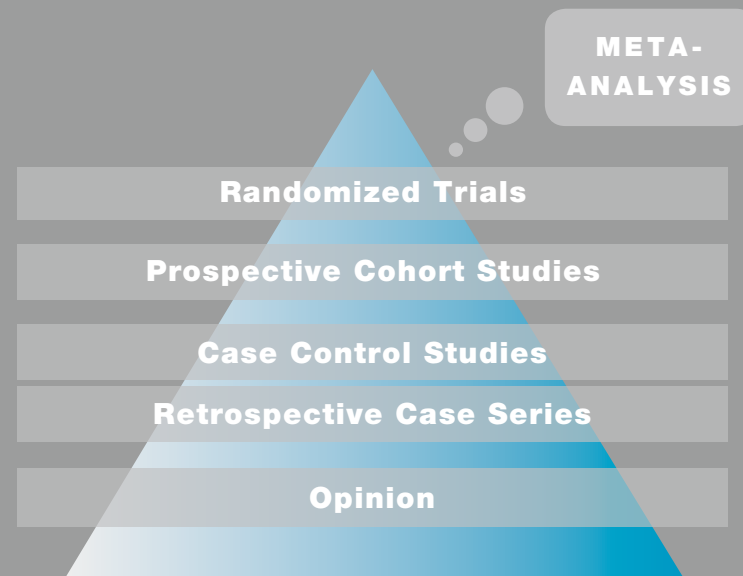 META-
ANALYSIS
Randomized Trials
Prospective Cohort Studies
Case Control Studies
Retrospective Case Series
Opinion